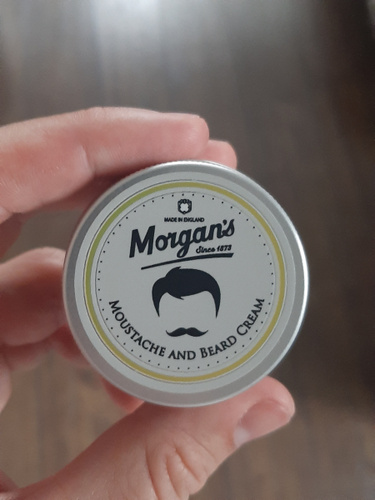 MADE IN ENGLAND
Morgan's
Since 1873
MOUSTACHE AND BEARD CREAM